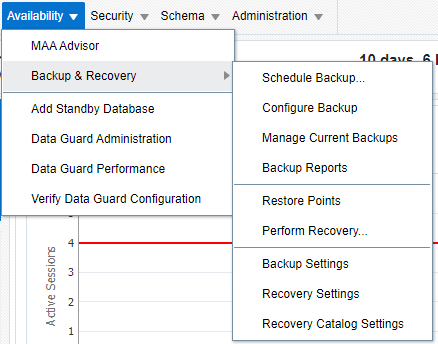 Availability Security Schema Administration
MAA Advisor
10 days, 6
Backup & Recovery
Schedule Backup...
Configure Backup
Manage Current Backups
Backup Reports
Restore Points
Perform Recovery...
Backup Settings
Recovery Settings
Recovery Catalog Settings
Add Standby Database
Data Guard Administration
Data Guard Performance
Verify Data Guard Configuration
Active Sessions
4
3
2
1